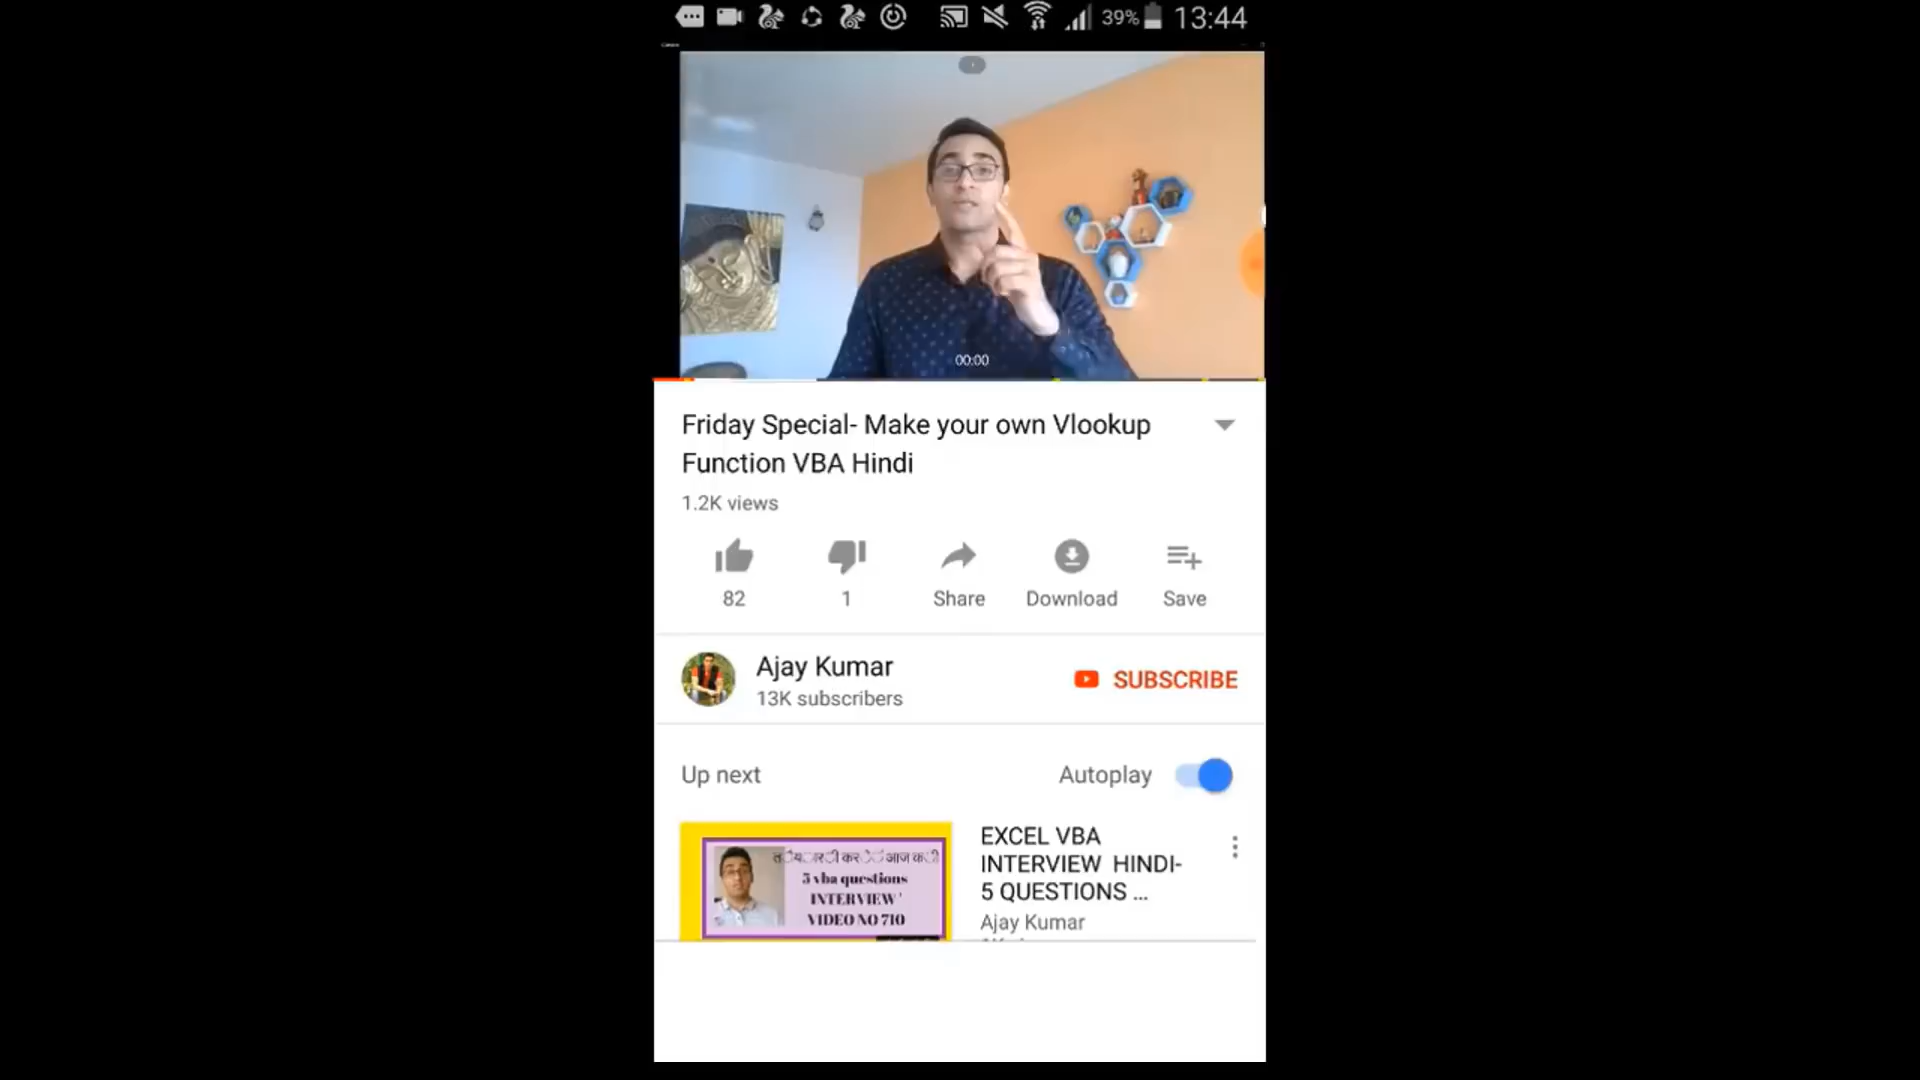 39% 13:44
00:00
Friday Special- Make your own Vlookup
Function VBA Hindi
1.2K views
82
1
Share
Download
Save
Ajay Kumar
13K subscribers
SUBSCRIBE
Up next
Autoplay
आज की
5 vba questions
INTERVIEW '
VIDEO NO 710
EXCEL VBA
INTERVIEW HINDI-
5 QUESTIONS ...
Ajay Kumar